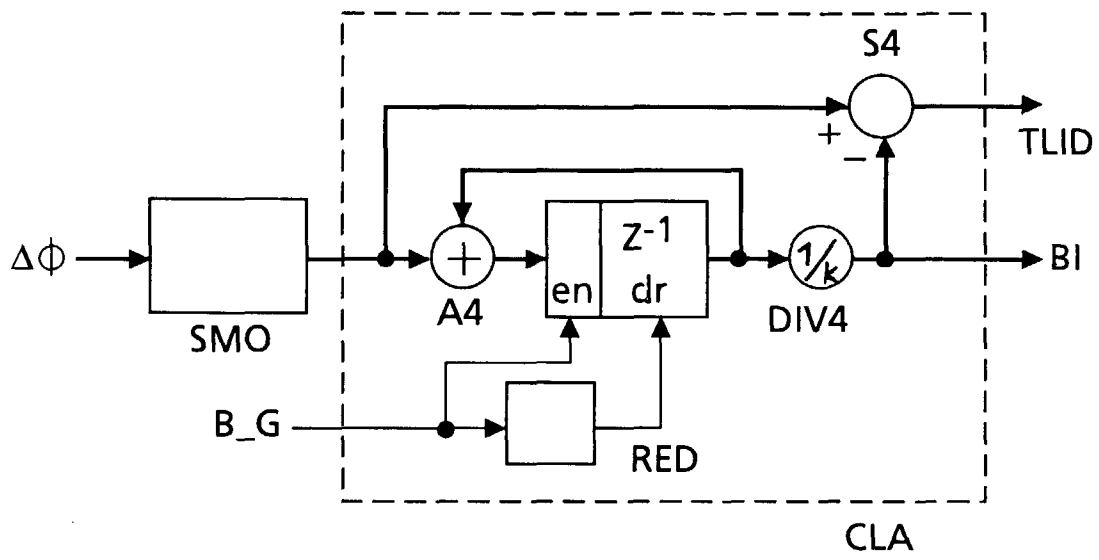 S4
+
−
TLID
ΔΦ
SMO
+
A4
en
Z-1
dr
1/k
DIV4
BI
B_G
RED
CLA